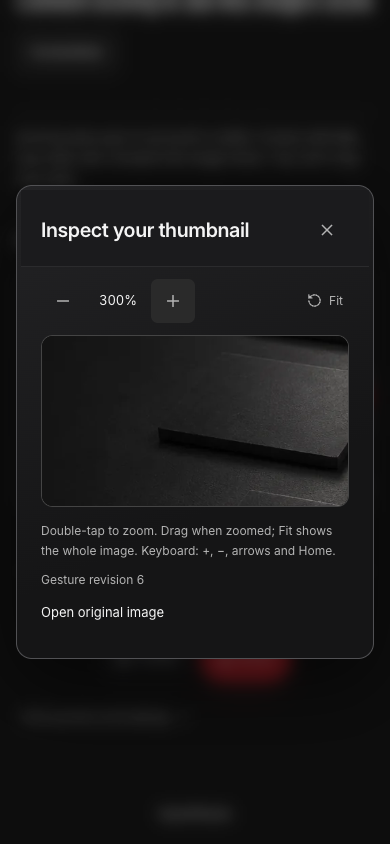 Inspect your thumbnail
300%
Fit
Double-tap to zoom. Drag when zoomed; Fit shows
the whole image. Keyboard: +, −, arrows and Home.
Gesture revision 6
Open original image